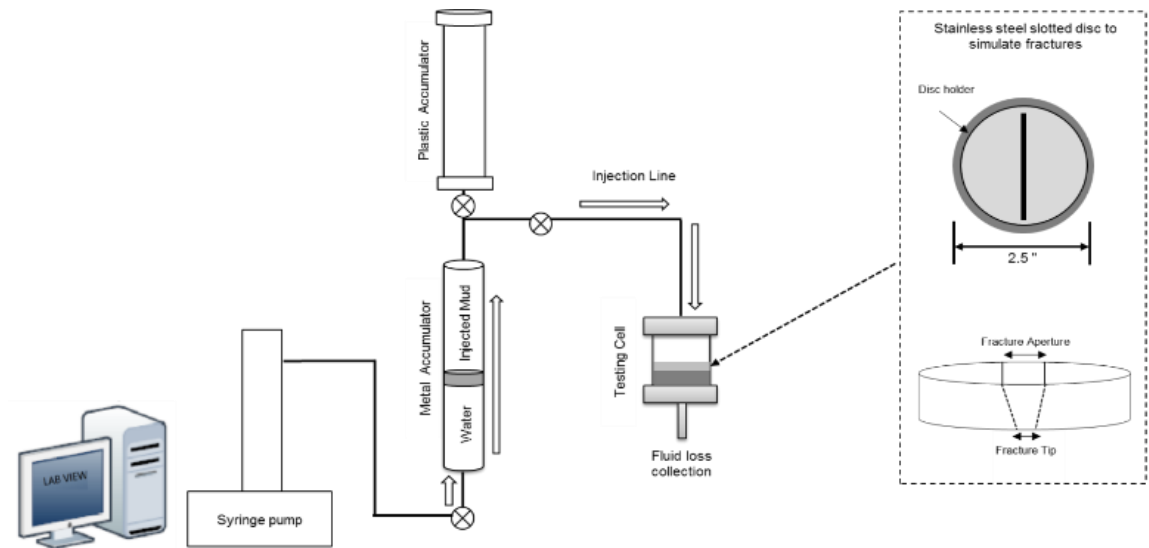 Plastic Accumulator
Injection Line
Metal Accumulator
Injected Mud
Water
Testing Cell
Fluid loss
collection
LAB VIEW
Syringe pump
Stainless steel slotted disc to
simulate fractures
Disc holder
2.5 "
Fracture Aperture
Fracture Tip